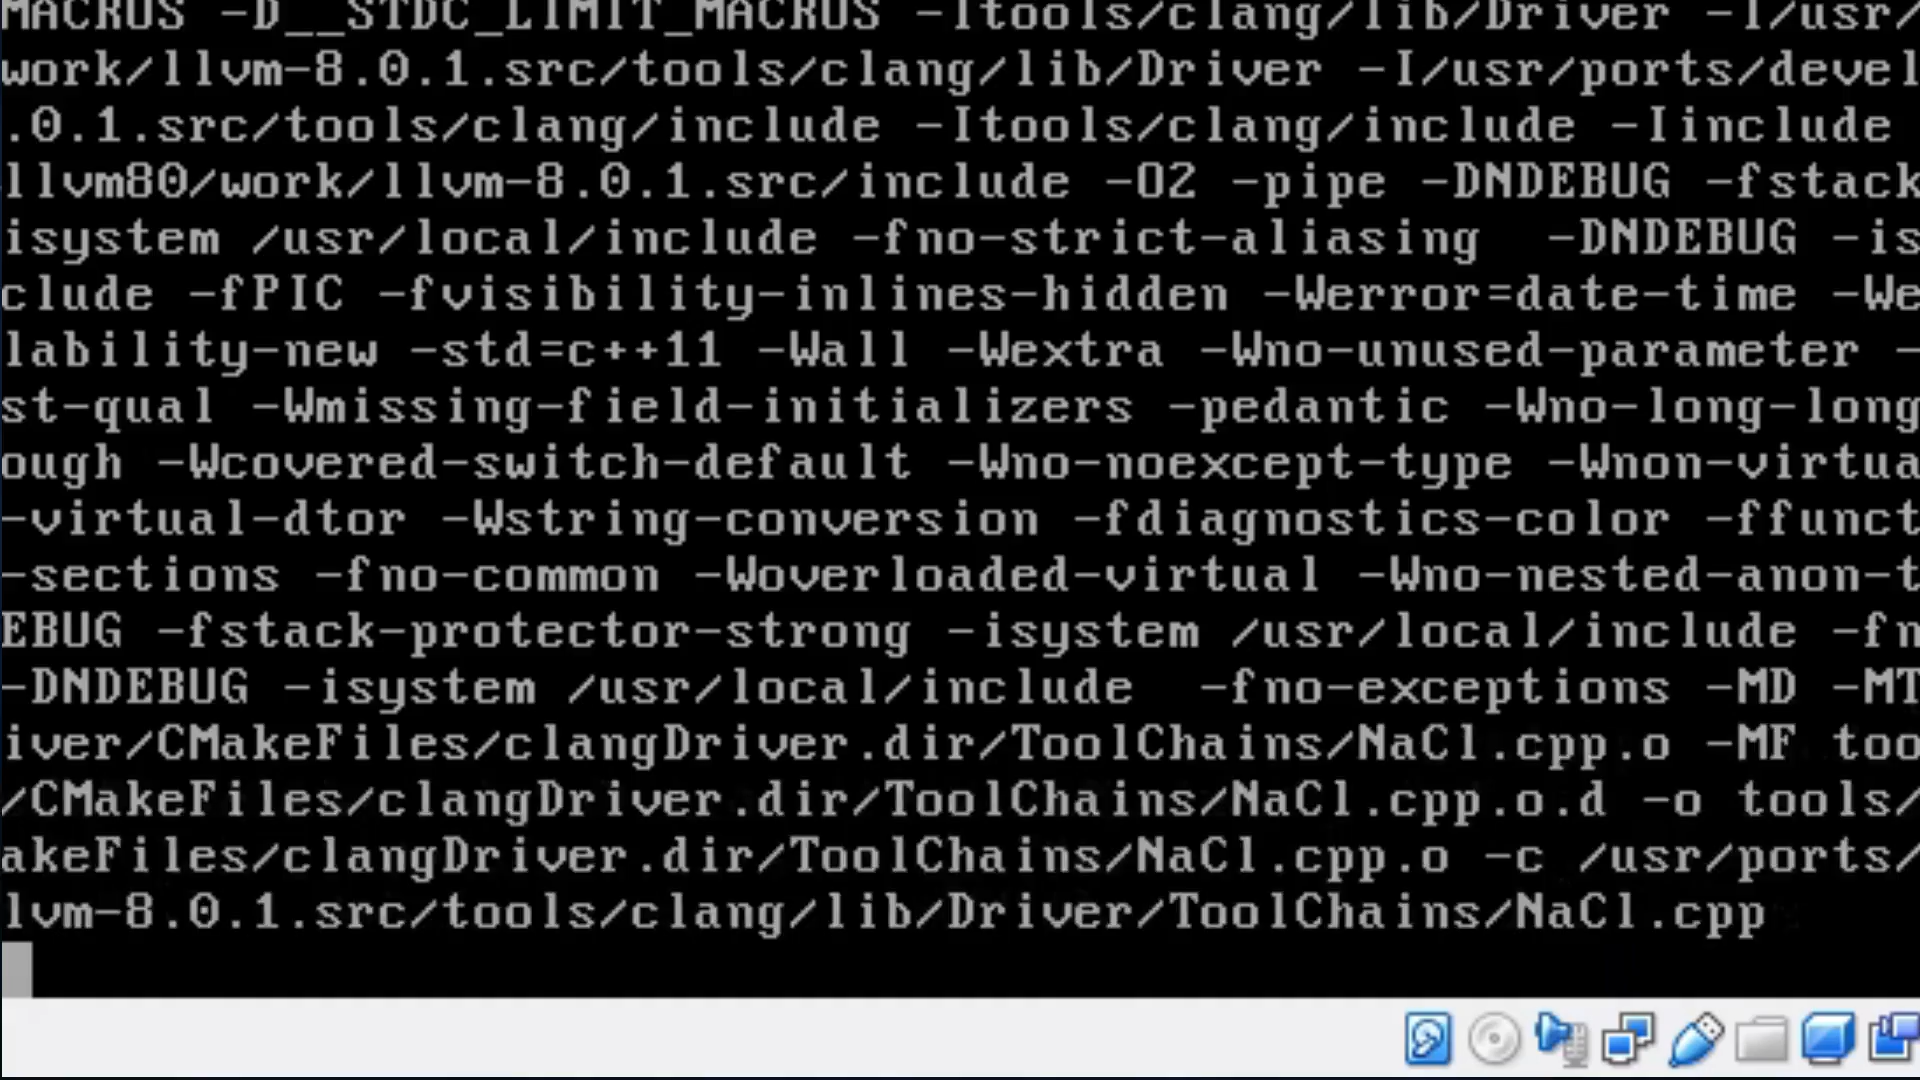 MACROS -D__STDC_LIMIT_MACROS -Itools/clang/lib/Driver -I/usr/
work/llvm-8.0.1.src/tools/clang/lib/Driver -I/usr/ports/devel
.0.1.src/tools/clang/include -Itools/clang/include -Iinclude
llvm80/work/llvm-8.0.1.src/include -O2 -pipe -DNDEBUG -fstack
isystem /usr/local/include -fno-strict-aliasing  -DNDEBUG -is
clude -fPIC -fvisibility-inlines-hidden -Werror=date-time -We
lability-new -std=c++11 -Wall -Wextra -Wno-unused-parameter -
st-qual -Wmissing-field-initializers -pedantic -Wno-long-long
ough -Wcovered-switch-default -Wno-noexcept-type -Wnon-virtua
-virtual-dtor -Wstring-conversion -fdiagnostics-color -ffunct
-sections -fno-common -Woverloaded-virtual -Wno-nested-anon-t
EBUG -fstack-protector-strong -isystem /usr/local/include -fn
-DNDEBUG -isystem /usr/local/include  -fno-exceptions -MD -MT
iver/CMakeFiles/clangDriver.dir/ToolChains/NaCl.cpp.o -MF too
/CMakeFiles/clangDriver.dir/ToolChains/NaCl.cpp.o.d -o tools/
akeFiles/clangDriver.dir/ToolChains/NaCl.cpp.o -c /usr/ports/
lvm-8.0.1.src/tools/clang/lib/Driver/ToolChains/NaCl.cpp